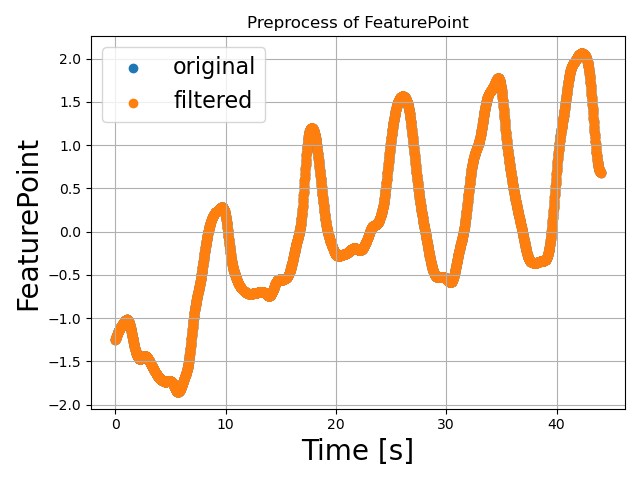 Preprocess of FeaturePoint
original
filtered
FeaturePoint
2.0
1.5
1.0
0.5
0.0
−0.5
−1.0
−1.5
−2.0
0 10 20 30 40
Time [s]